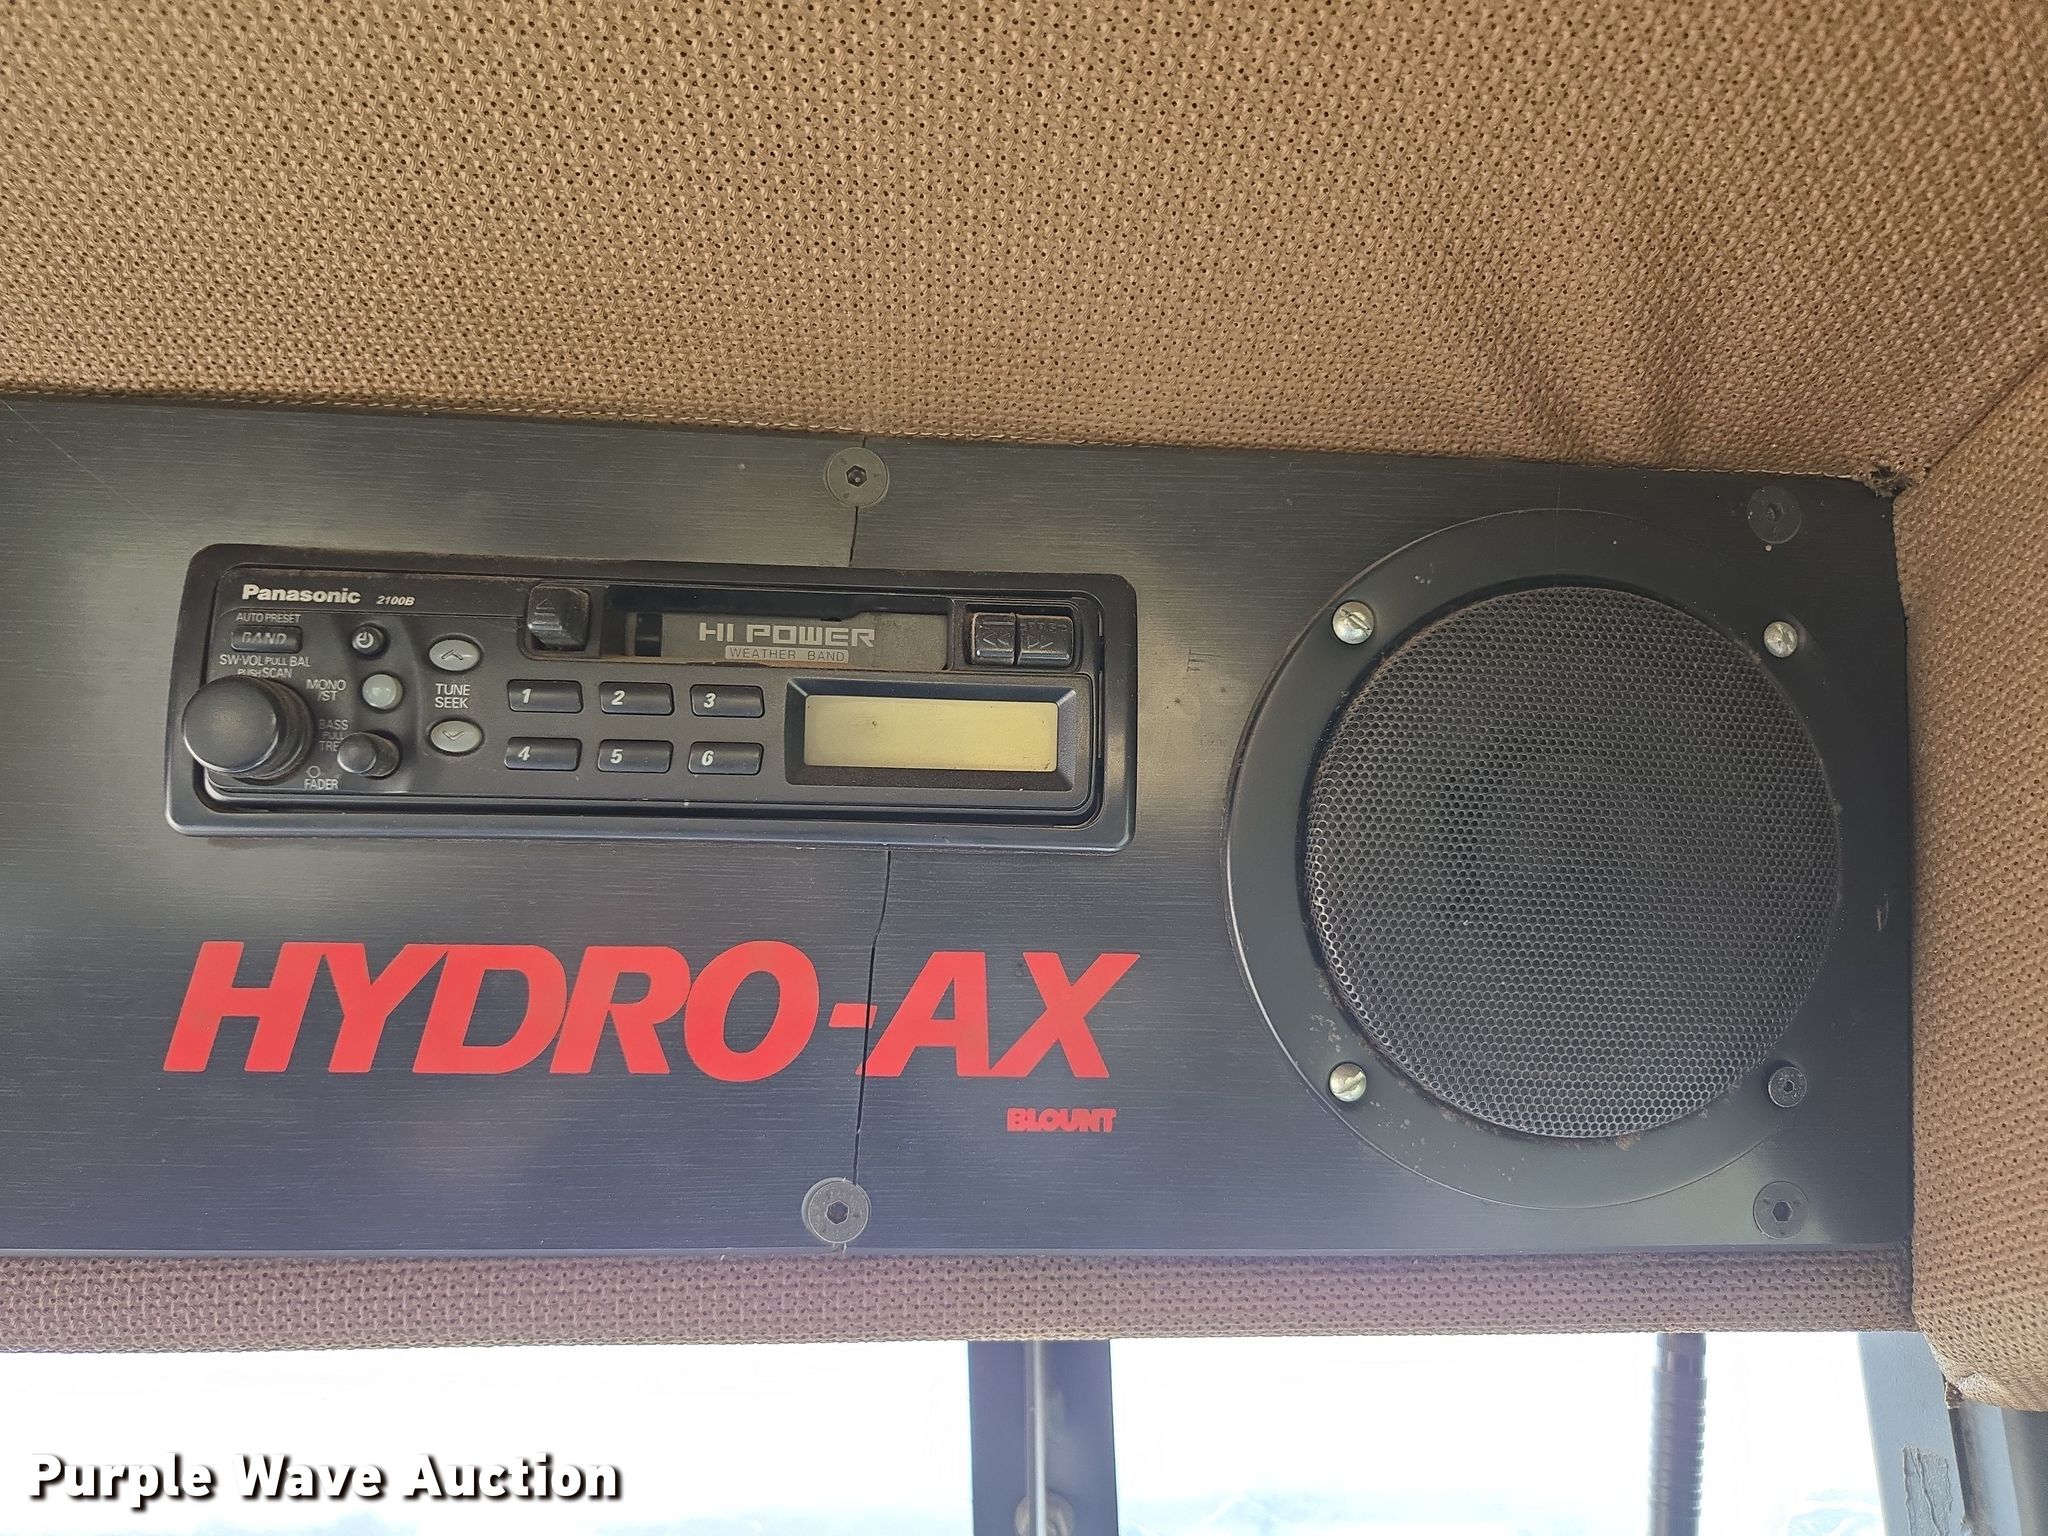 Panasonic 2100B
AUTO PRESET
BAND
SW-VOL PULL BAL
PUSH SCAN
MONO
/ST
BASS
PULL
FADER
TUNE
SEEK
HI POWER
WEATHER BAND
1 2 3
4 5 6
HYDRO-AX
BLOUNT
Purple Wave Auction